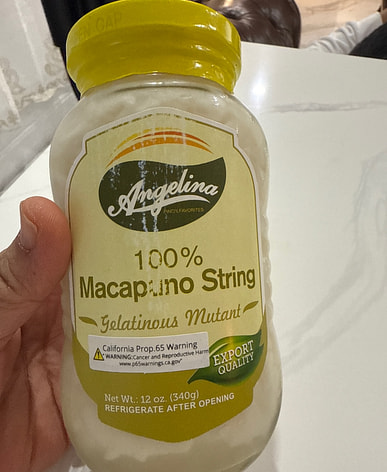 Angelina
100%
Macapuno String
Gelatinous Mutant
California Prop.65 Warning
WARNING:Cancer and Reproductive Harm
www.p65warnings.ca.gov"
EXPORT
QUALITY
Net Wt.: 12 oz. (340g)
REFRIGERATE AFTER OPENING